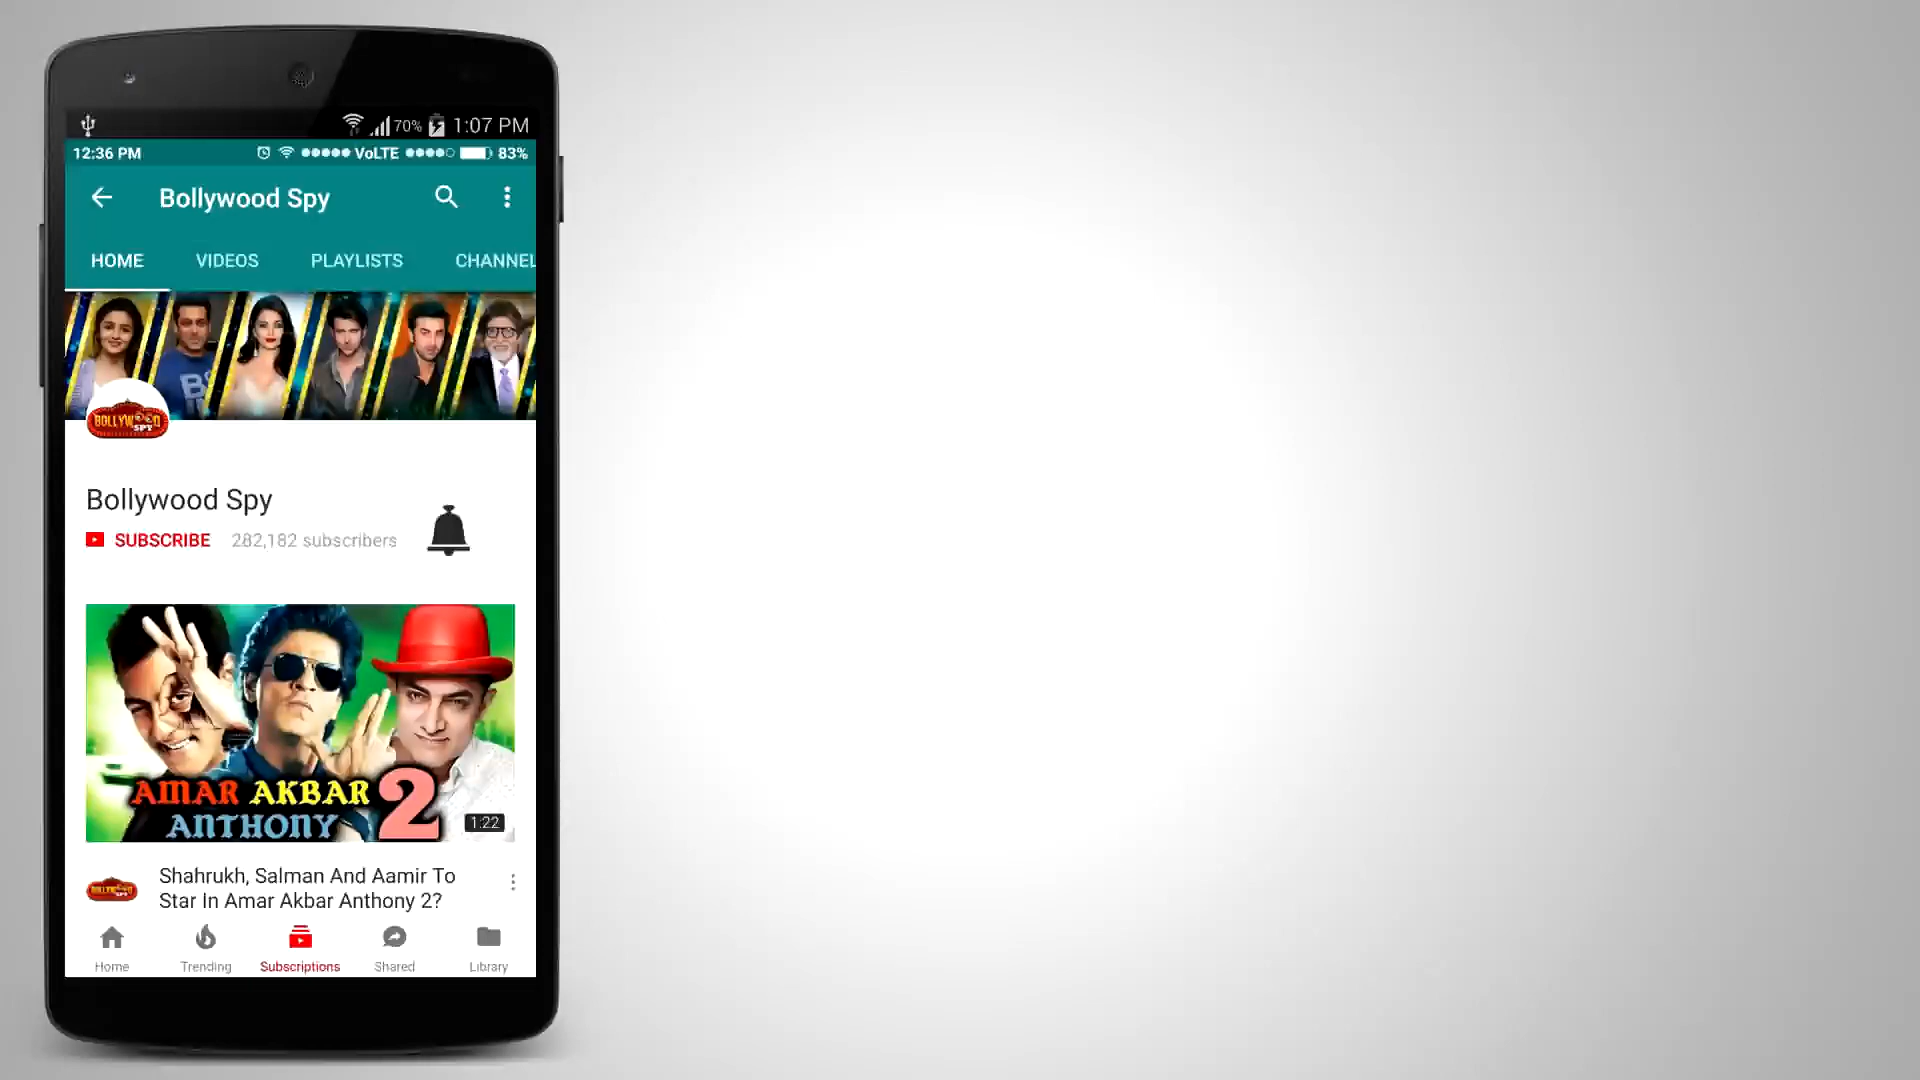 70% 1:07 PM
12:36 PM VoLTE 83%
Bollywood Spy
HOME VIDEOS PLAYLISTS CHANNEL
BOLLYWOOD
SPY
Bollywood Spy
SUBSCRIBE 282,182 subscribers
AMAR AKBAR 2
ANTHONY
1:22
Shahrukh, Salman And Aamir To
Star In Amar Akbar Anthony 2?
Home Trending Subscriptions Shared Library